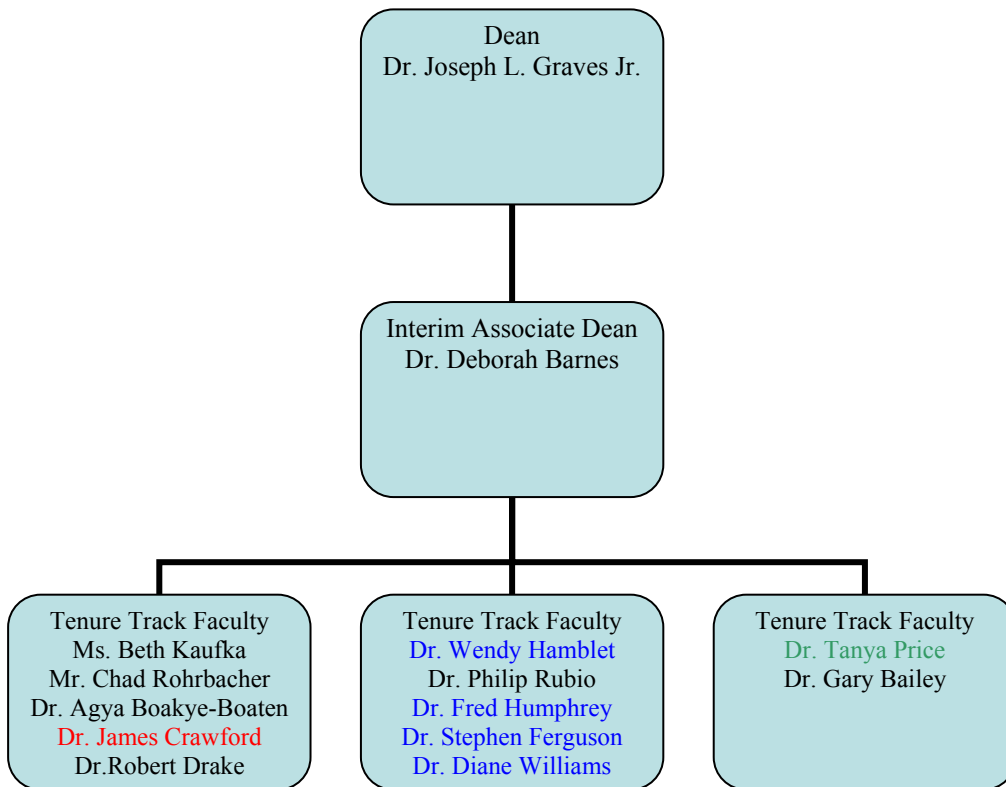 Dean
Dr. Joseph L. Graves Jr.
Interim Associate Dean
Dr. Deborah Barnes
Tenure Track Faculty
Ms. Beth Kaufka
Mr. Chad Rohrbacher
Dr. Agya Boakye-Boaten
Dr. James Crawford
Dr.Robert Drake
Tenure Track Faculty
Dr. Wendy Hamblet
Dr. Philip Rubio
Dr. Fred Humphrey
Dr. Stephen Ferguson
Dr. Diane Williams
Tenure Track Faculty
Dr. Tanya Price
Dr. Gary Bailey